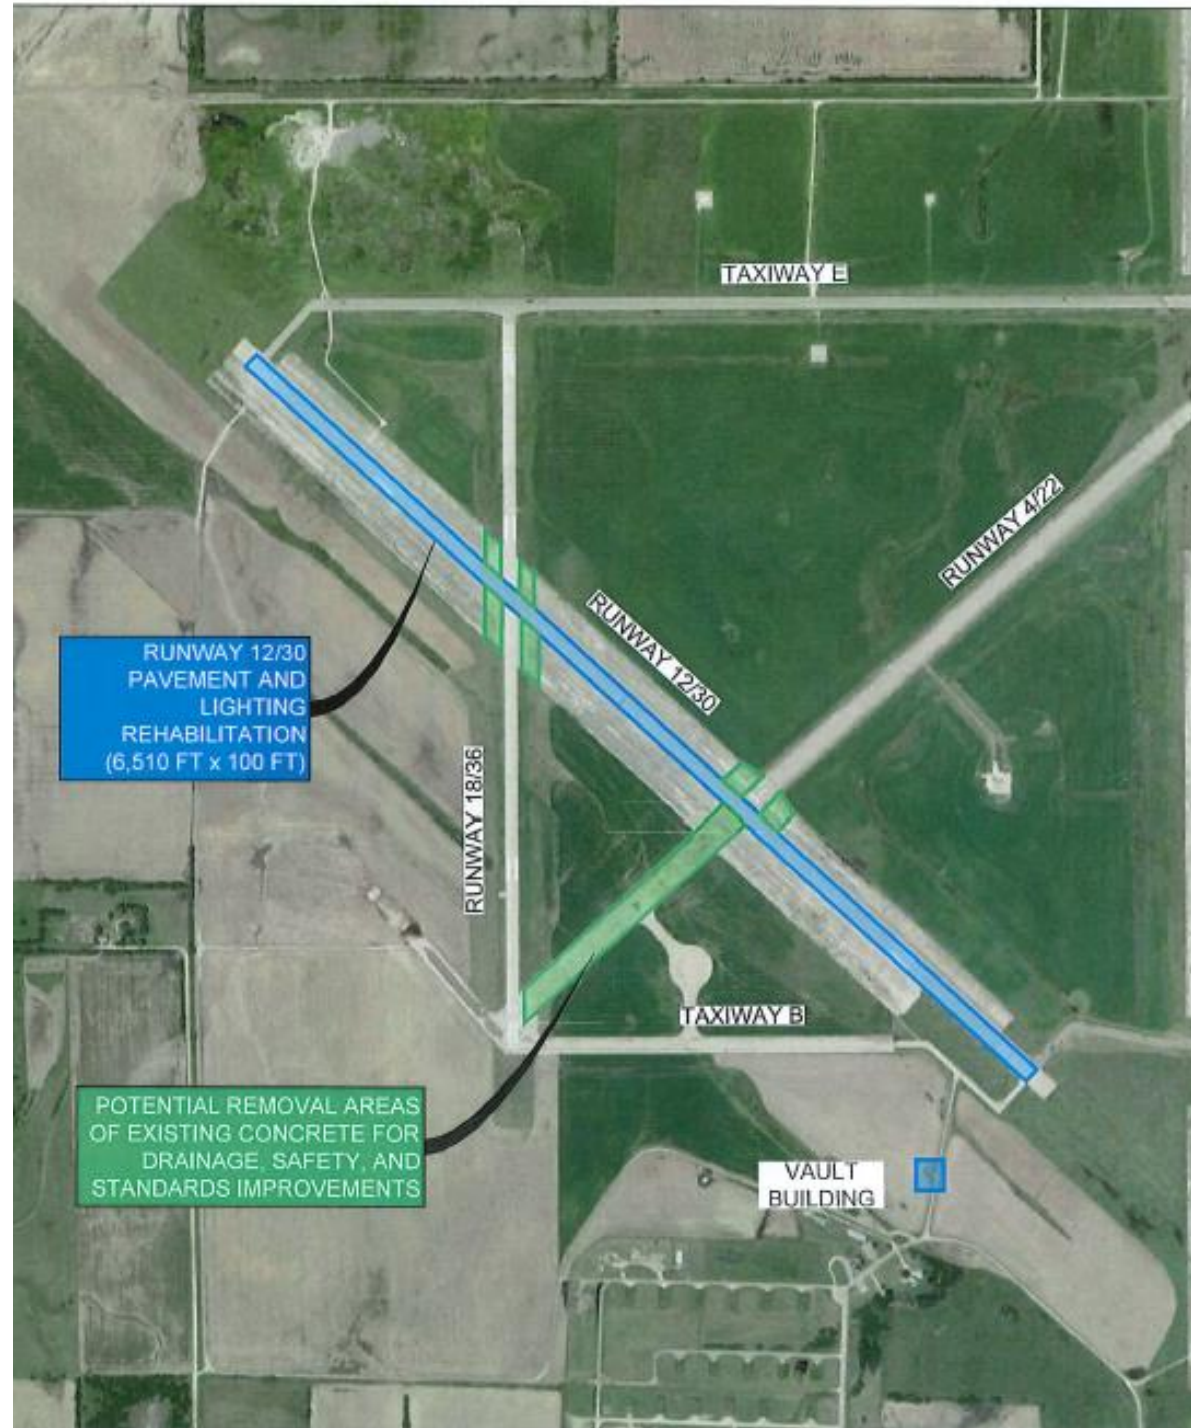 TAXIWAY E
RUNWAY 4/22
RUNWAY 12/30
RUNWAY 12/30
PAVEMENT AND
LIGHTING
REHABILITATION
(6,510 FT x 100 FT)
RUNWAY 18/36
TAXIWAY B
POTENTIAL REMOVAL AREAS
OF EXISTING CONCRETE FOR
DRAINAGE, SAFETY, AND
STANDARDS IMPROVEMENTS
VAULT
BUILDING